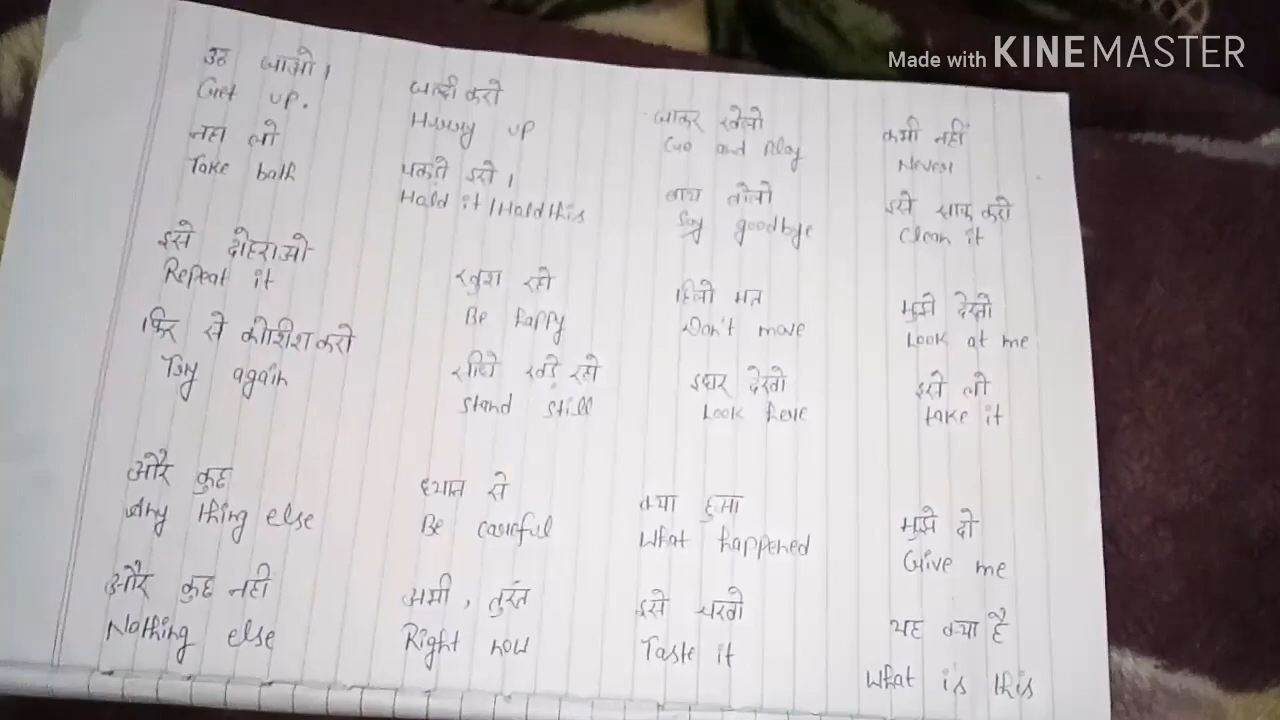 Made with KINEMASTER
उठ जाओ।
Get up.
नहा लो
Take bath
इसे दोहराओ
Repeat it
फिर से कोशिश करो
Try again
और कुछ
Any thing else
और कुछ नही
Nothing else
जल्दी करो
Hurry up
पकड़े इसे।
Hold it / Hold this
खुश रहो
Be happy
सीधे खड़े रहो
Stand still
ध्यान से
Be careful
अभी, तुरंत
Right now
जाकर खेलो
Go and Play
बाय बोलो
Say goodbye
हिलो मत
Don't move
इधर देखो
Look here
क्या हुआ
What happened
इसे चखो
Taste it
कभी नहीं
Never
इसे साफ करो
Clean it
मुझे देखो
Look at me
इसे लो
take it
मुझे दो
Give me
यह क्या है
What is this